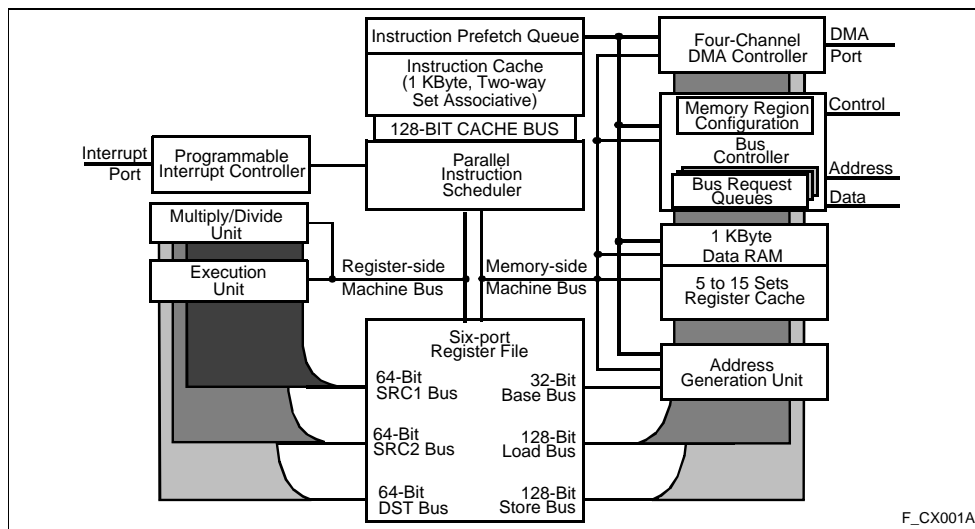 Instruction Prefetch Queue
Instruction Cache
(1 KByte, Two-way
Set Associative)
128-BIT CACHE BUS
Interrupt
Port
Programmable
Interrupt Controller
Parallel
Instruction
Scheduler
Four-Channel
DMA Controller
DMA
Port
Memory Region
Configuration
Bus
Controller
Bus Request
Queues
Control
Address
Data
Multiply/Divide
Unit
Execution
Unit
Register-side
Machine Bus
Memory-side
Machine Bus
1 KByte
Data RAM
5 to 15 Sets
Register Cache
Six-port
Register File
64-Bit
SRC1 Bus
32-Bit
Base Bus
Address
Generation Unit
64-Bit
SRC2 Bus
128-Bit
Load Bus
64-Bit
DST Bus
128-Bit
Store Bus
F_CX001A